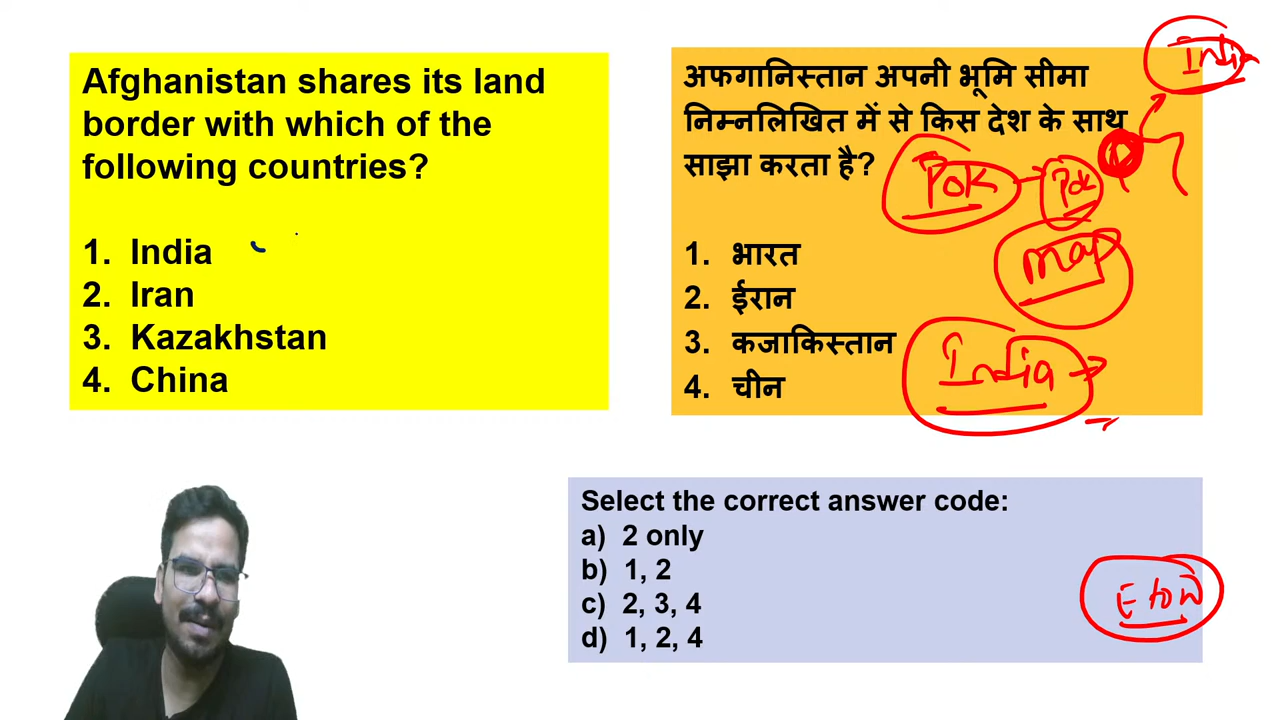 Afghanistan shares its land
border with which of the
following countries?
1. India
2. Iran
3. Kazakhstan
4. China
अफगानिस्तान अपनी भूमि सीमा
निम्नलिखित में से किस देश के साथ
साझा करता है?
1. भारत
2. ईरान
3. कजाकिस्तान
4. चीन
India
POK
POK
map
India
Select the correct answer code:
a) 2 only
b) 1, 2
c) 2, 3, 4
d) 1, 2, 4
E to W